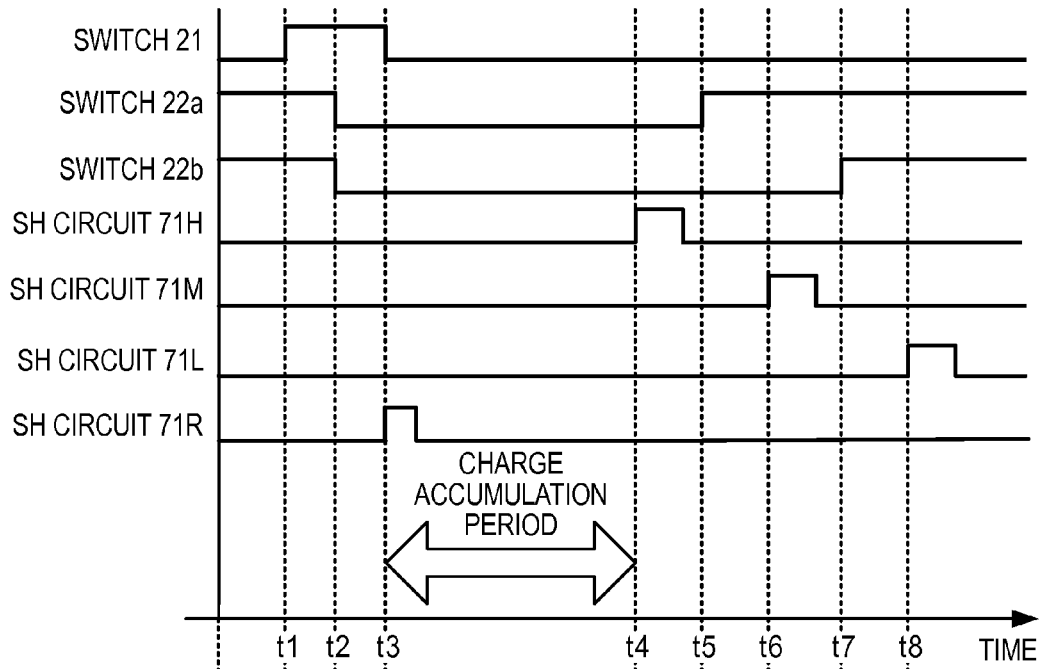 SWITCH 21
SWITCH 22a
SWITCH 22b
SH CIRCUIT 71H
SH CIRCUIT 71M
SH CIRCUIT 71L
SH CIRCUIT 71R
CHARGE
ACCUMULATION
PERIOD
t1 t2 t3 t4 t5 t6 t7 t8 TIME